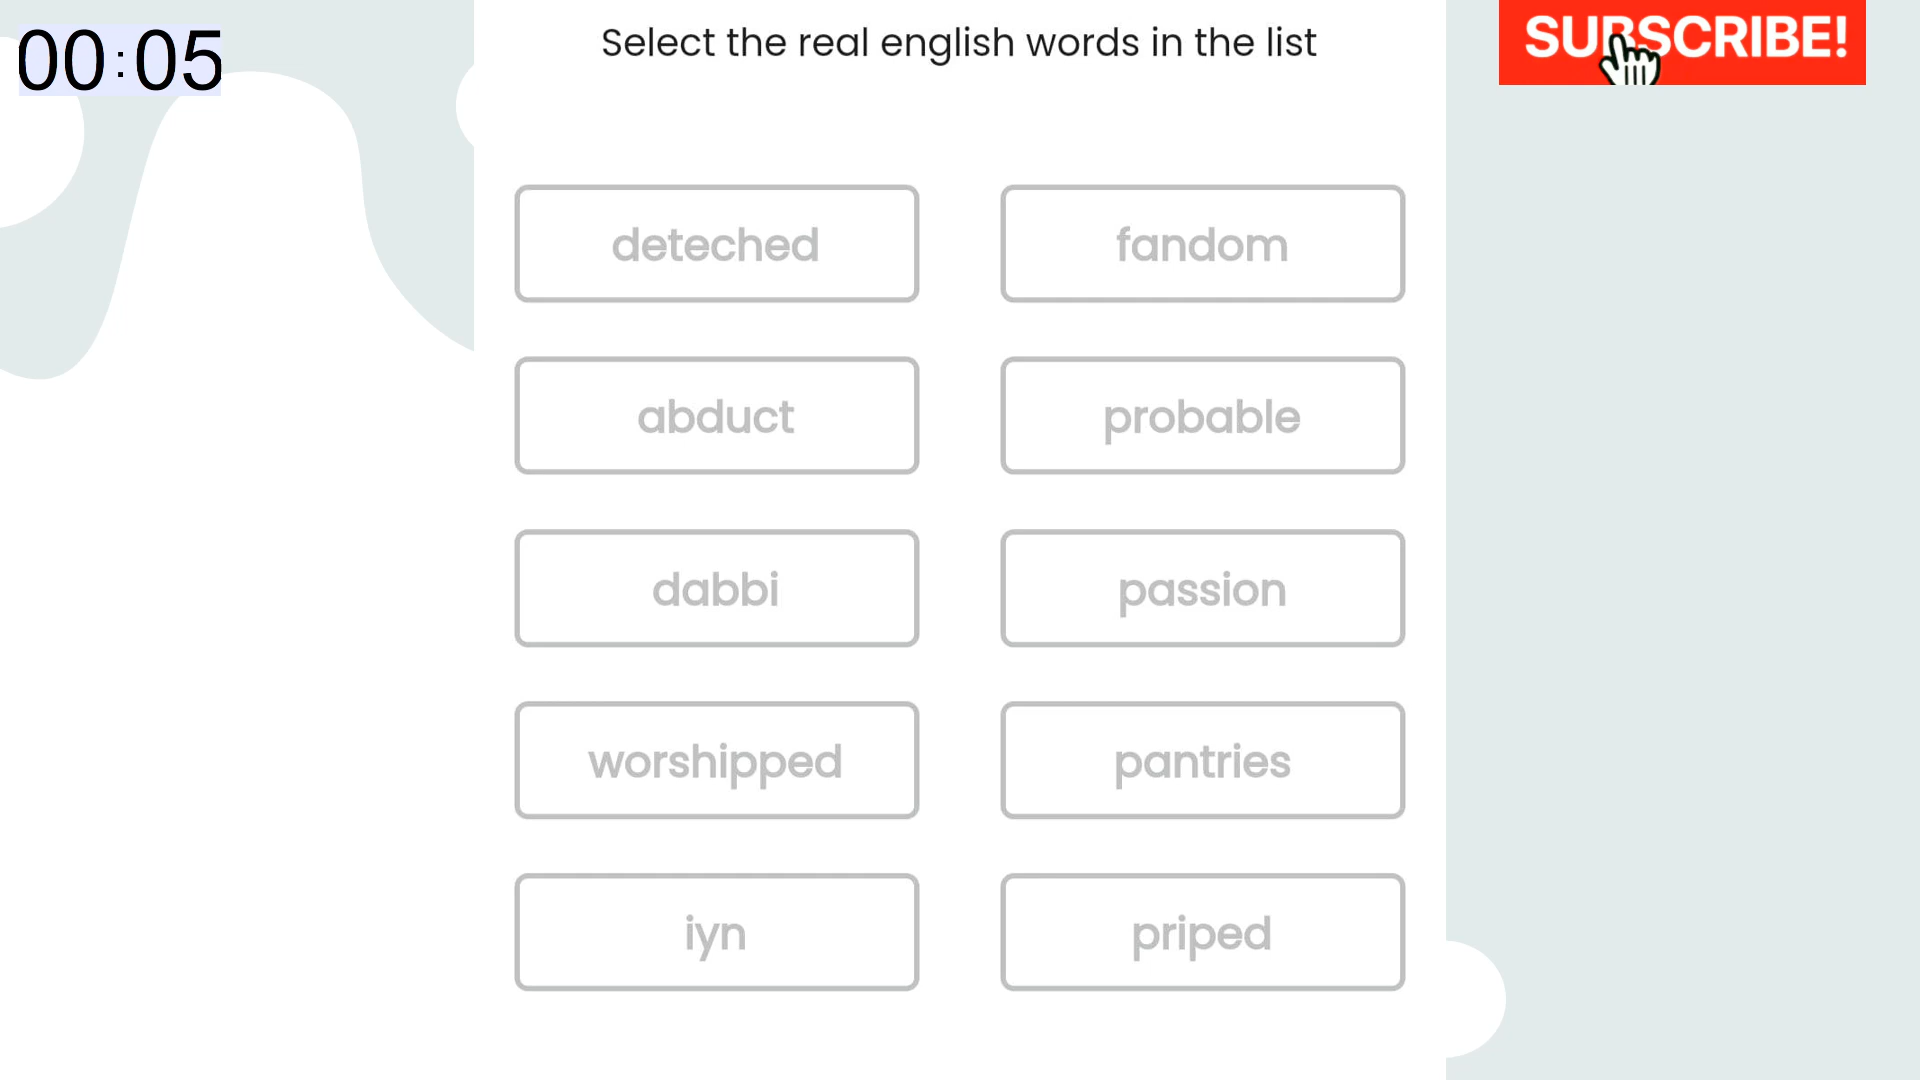 00:05
Select the real english words in the list
SUBSCRIBE!
deteched
fandom
abduct
probable
dabbi
passion
worshipped
pantries
iyn
priped